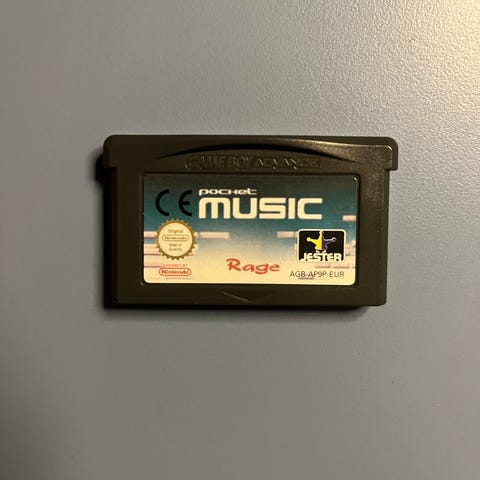 GAME BOY ADVANCE
CE
pocket
MUSIC
Original
Nintendo
Seal of
Quality
LICENSED BY
Nintendo
Rage
JESTER
AGB-AP9P-EUR